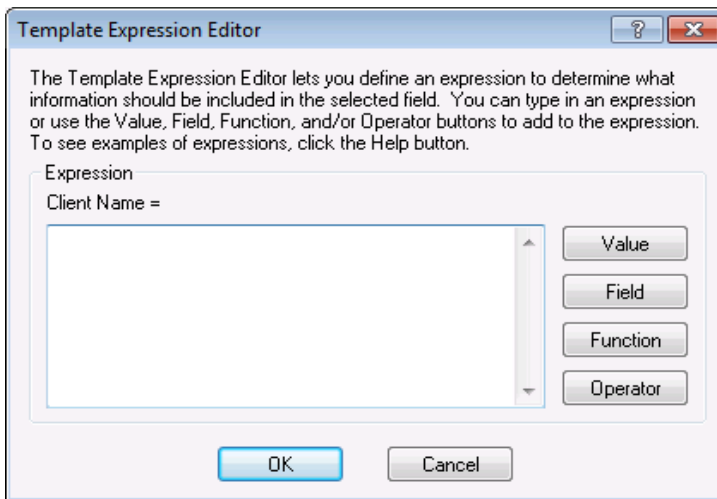 Template Expression Editor
?
The Template Expression Editor lets you define an expression to determine what
information should be included in the selected field. You can type in an expression
or use the Value, Field, Function, and/or Operator buttons to add to the expression.
To see examples of expressions, click the Help button.
Expression
Client Name =
Value
Field
Function
Operator
OK Cancel